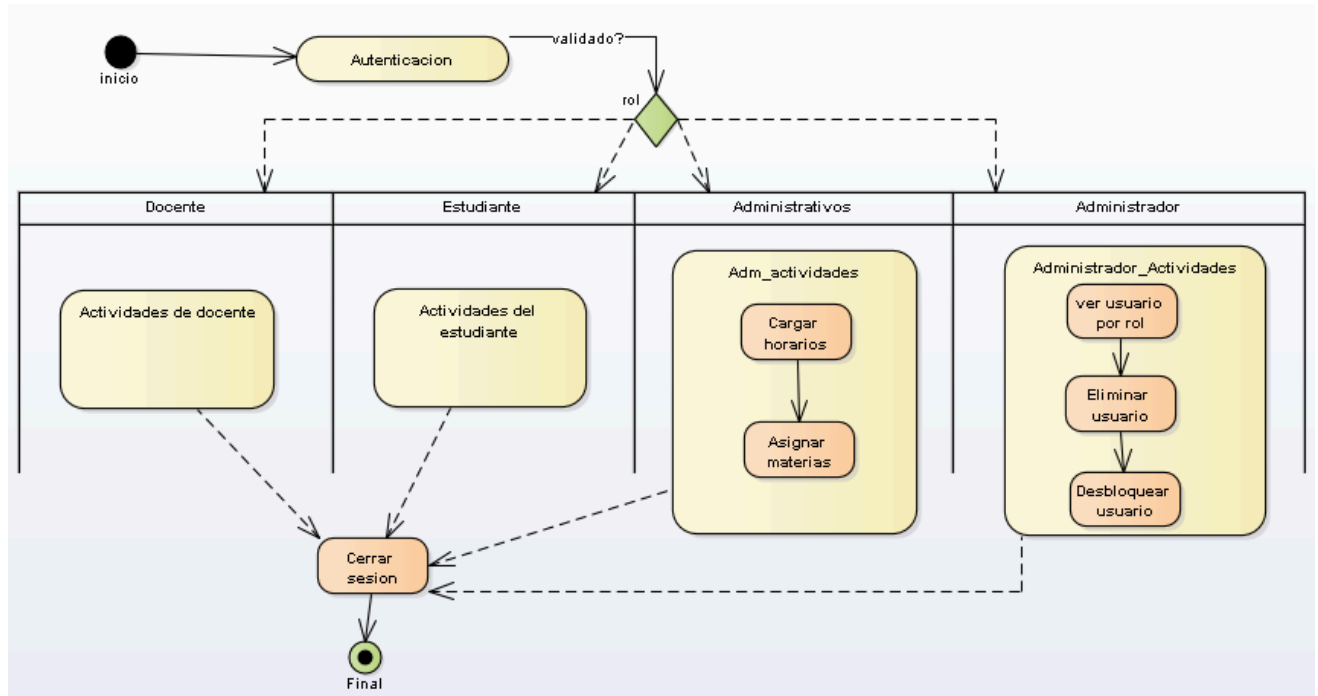 inicio
Autenticacion
validado?
rol
Docente
Estudiante
Administrativos
Administrador
Actividades de docente
Actividades del
estudiante
Adm_actividades
Cargar
horarios
Asignar
materias
Administrador_Actividades
ver usuario
por rol
Eliminar
usuario
Desbloquear
usuario
Cerrar
sesion
Final